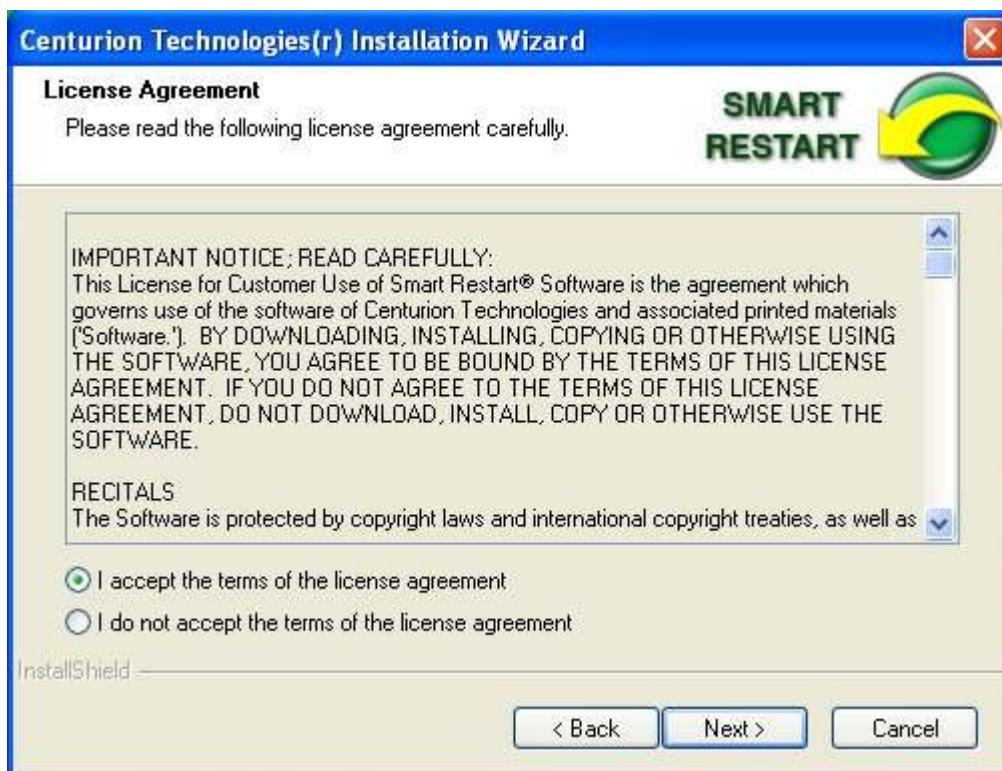 Centurion Technologies(r) Installation Wizard
License Agreement
Please read the following license agreement carefully.
SMART
RESTART
IMPORTANT NOTICE; READ CAREFULLY:
This License for Customer Use of Smart Restart® Software is the agreement which
governs use of the software of Centurion Technologies and associated printed materials
('Software.'). BY DOWNLOADING, INSTALLING, COPYING OR OTHERWISE USING
THE SOFTWARE, YOU AGREE TO BE BOUND BY THE TERMS OF THIS LICENSE
AGREEMENT. IF YOU DO NOT AGREE TO THE TERMS OF THIS LICENSE
AGREEMENT, DO NOT DOWNLOAD, INSTALL, COPY OR OTHERWISE USE THE
SOFTWARE.
RECITALS
The Software is protected by copyright laws and international copyright treaties, as well as
I accept the terms of the license agreement
I do not accept the terms of the license agreement
InstallShield
< Back
Next >
Cancel